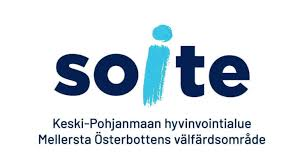 soite
Keski-Pohjanmaan hyvinvointialue
Mellersta Österbottens välfärdsområde